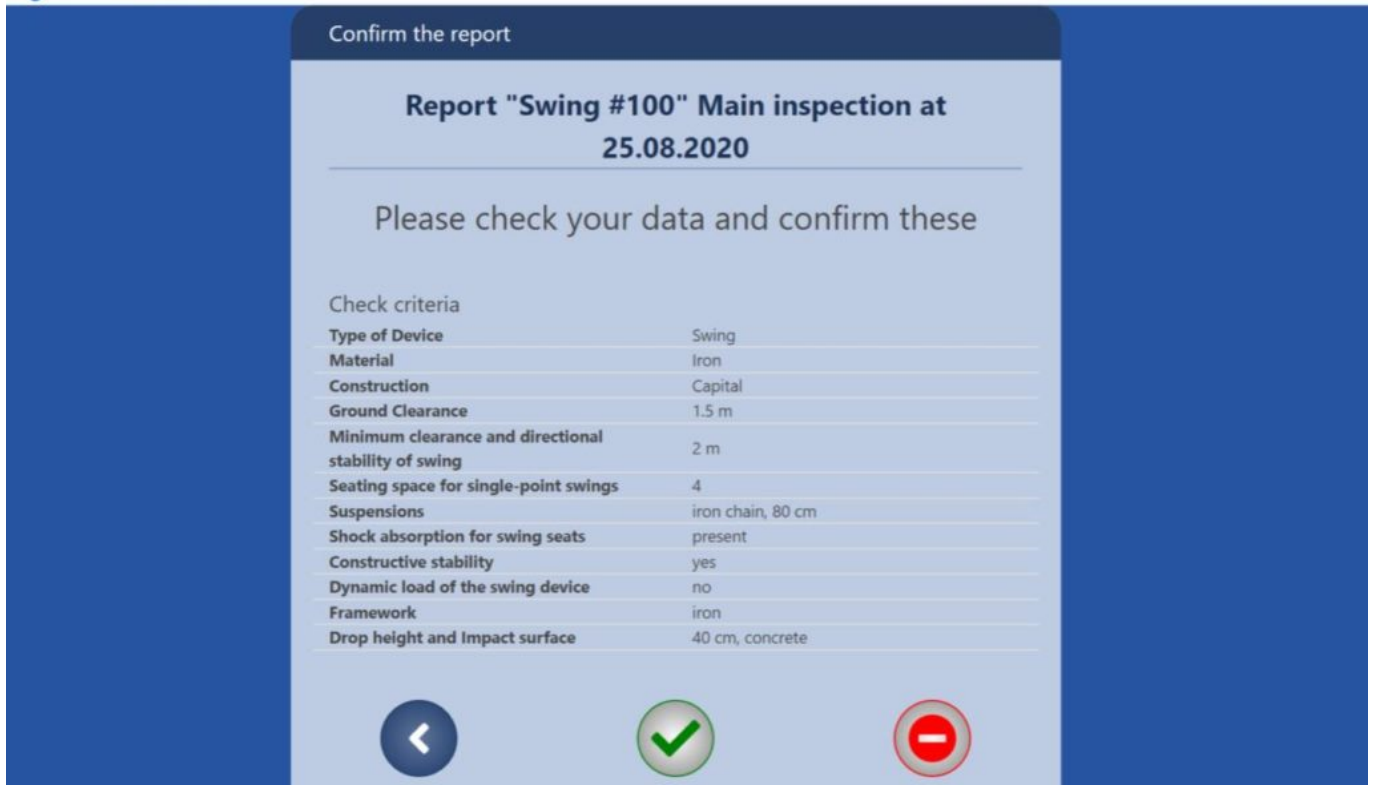 Confirm the report
Report "Swing #100" Main inspection at
25.08.2020
Please check your data and confirm these
Check criteria
Type of Device Swing
Material Iron
Construction Capital
Ground Clearance 1.5 m
Minimum clearance and directional
stability of swing 2 m
Seating space for single-point swings 4
Suspensions iron chain, 80 cm
Shock absorption for swing seats present
Constructive stability yes
Dynamic load of the swing device no
Framework iron
Drop height and Impact surface 40 cm, concrete